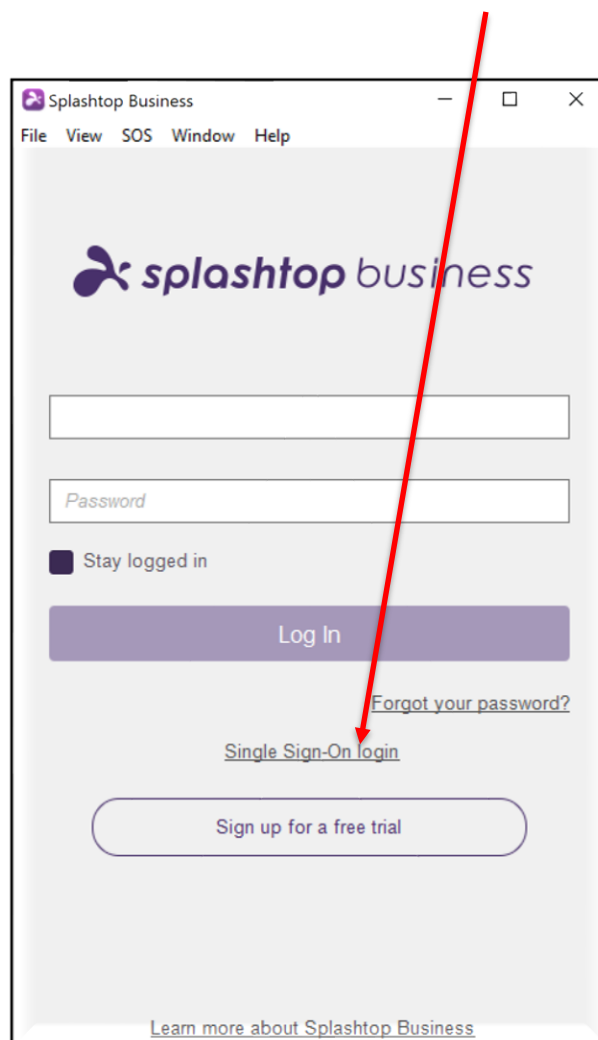 Splashtop Business
File View SOS Window Help
splashtop business
Password
Stay logged in
Log In
Forgot your password?
Single Sign-On login
Sign up for a free trial
Learn more about Splashtop Business